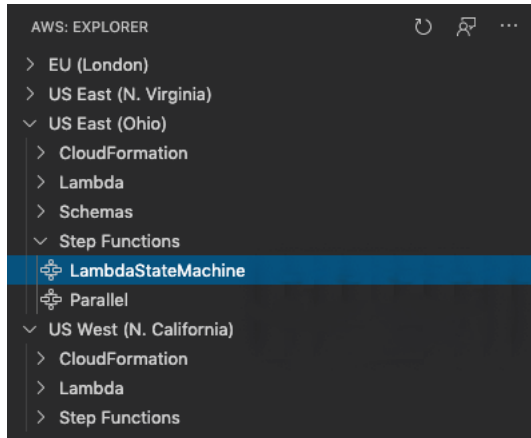 AWS: EXPLORER
EU (London)
US East (N. Virginia)
US East (Ohio)
CloudFormation
Lambda
Schemas
Step Functions
LambdaStateMachine
Parallel
US West (N. California)
CloudFormation
Lambda
Step Functions